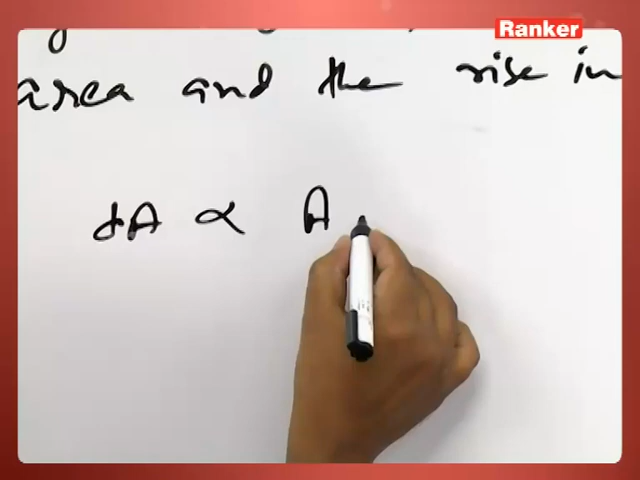 Ranker
area and the rise in
dA ∝ A